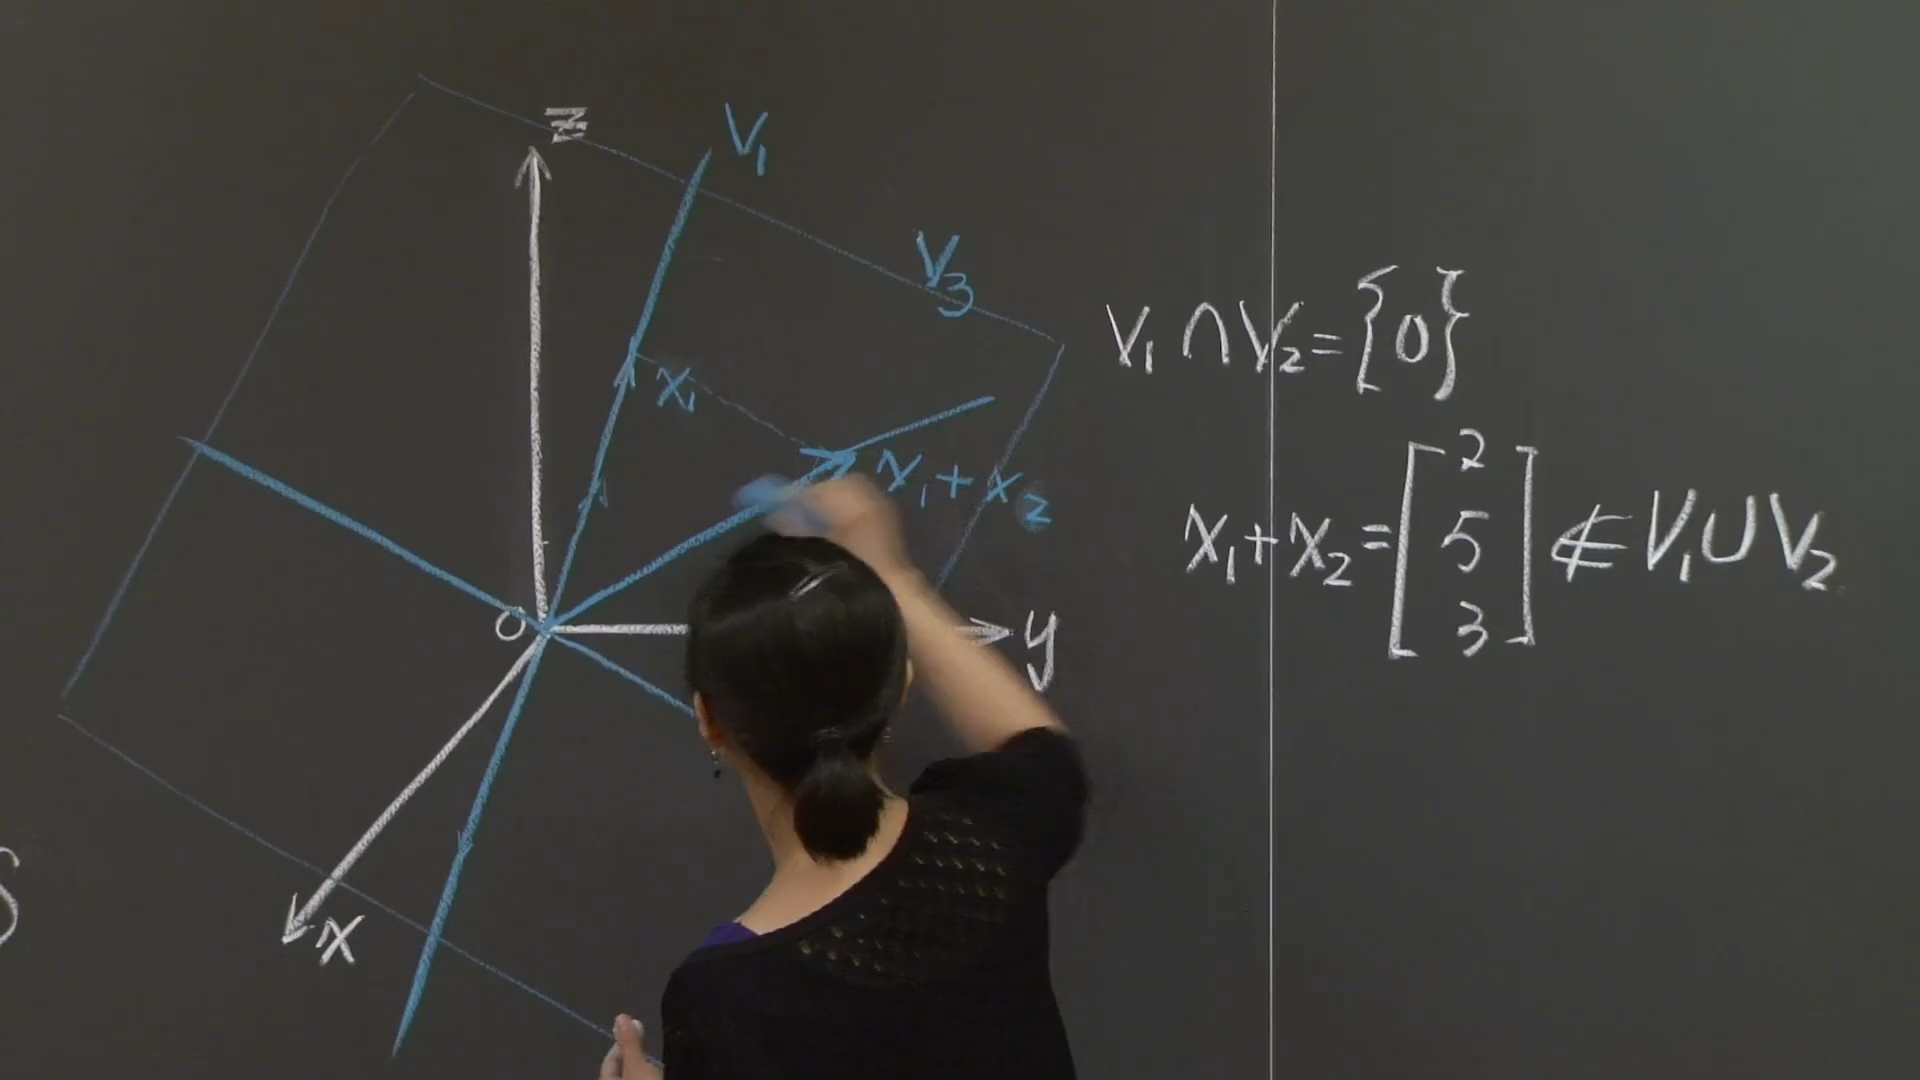 z
V₁
V₃
x₁
x₁+x₂
0
y
x
V₁∩V₂={0}
x₁+x₂=[2 5 3]∉V₁∪V₂